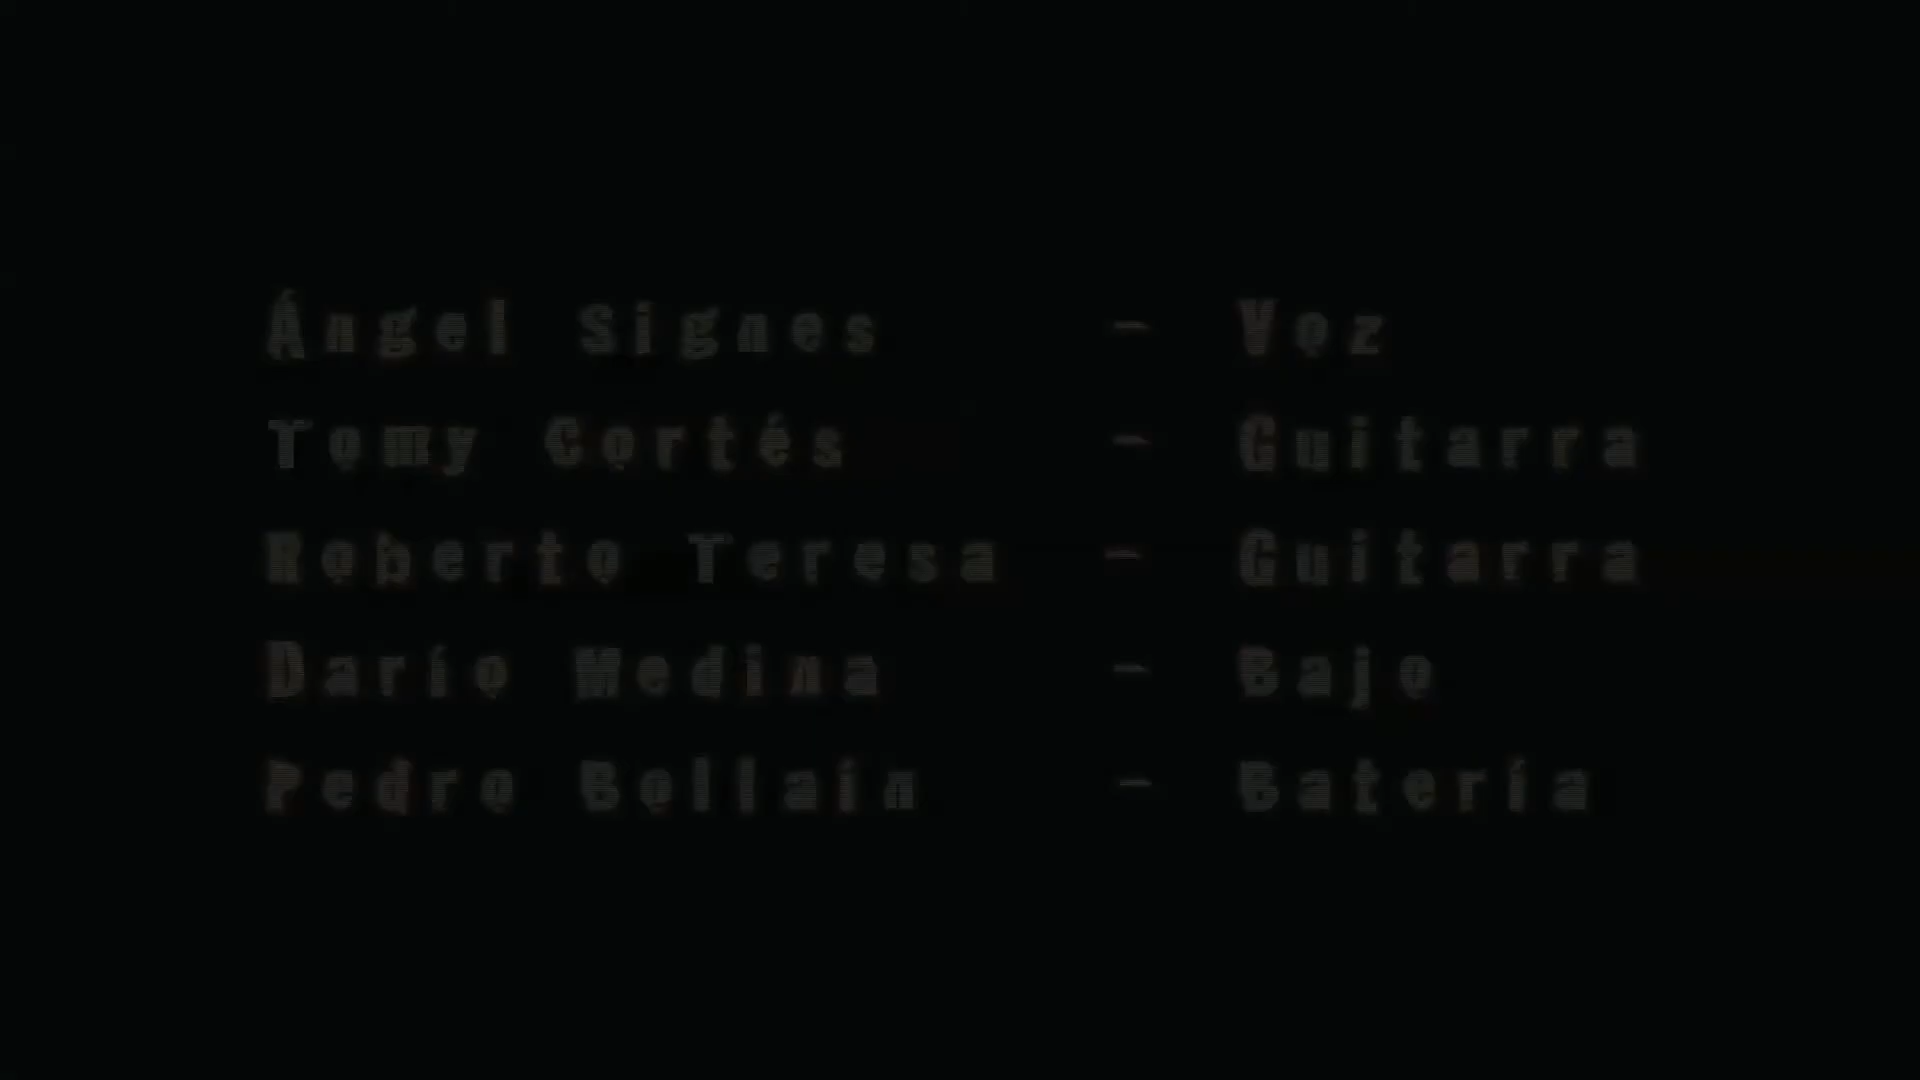 Ángel Signes - Voz
Tomy Cortés - Guitarra
Roberto Teresa - Guitarra
Darío Medina - Bajo
Pedro Bellaín - Batería